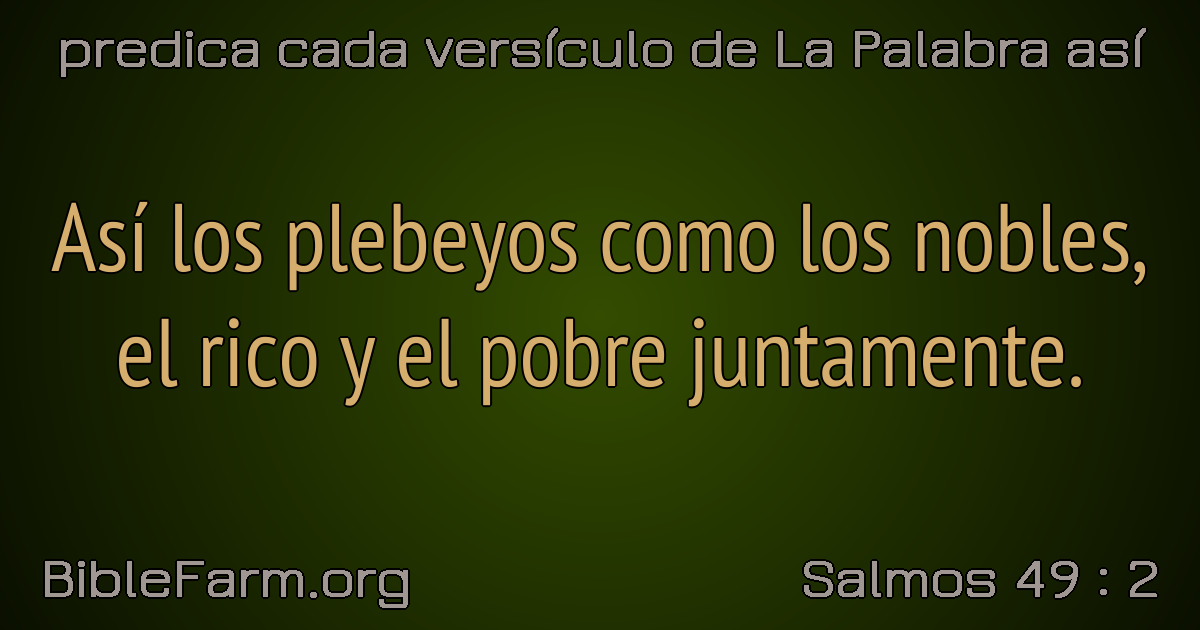 predica cada versículo de La Palabra así
Así los plebeyos como los nobles,
el rico y el pobre juntamente.
BibleFarm.org
Salmos 49 : 2